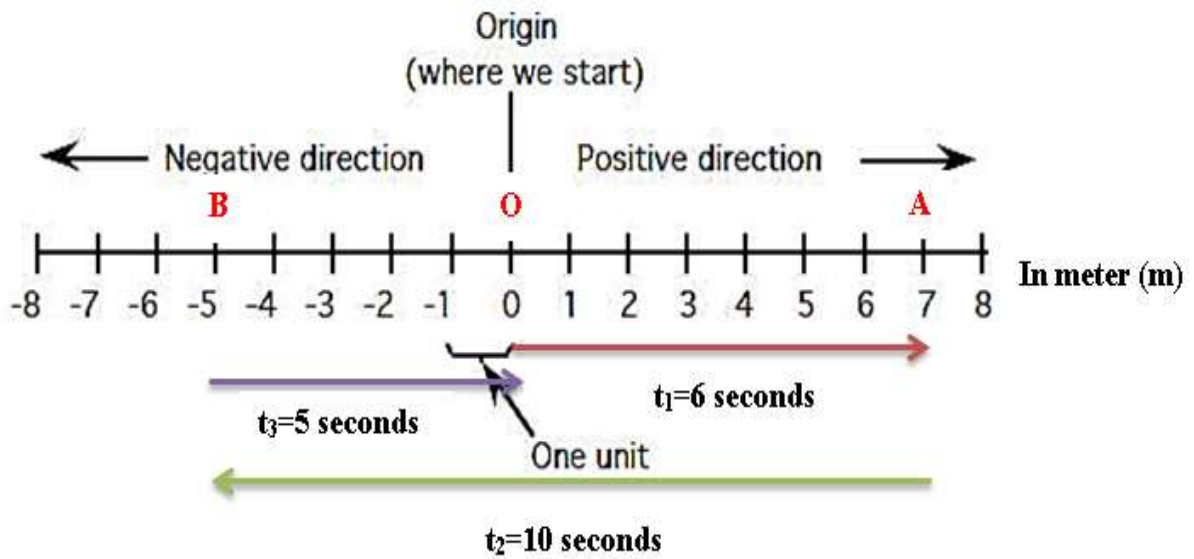 Origin
(where we start)
Negative direction
Positive direction
B
O
A
-8 -7 -6 -5 -4 -3 -2 -1 0 1 2 3 4 5 6 7 8
In meter (m)
t₁=6 seconds
t₃=5 seconds
One unit
t₂=10 seconds